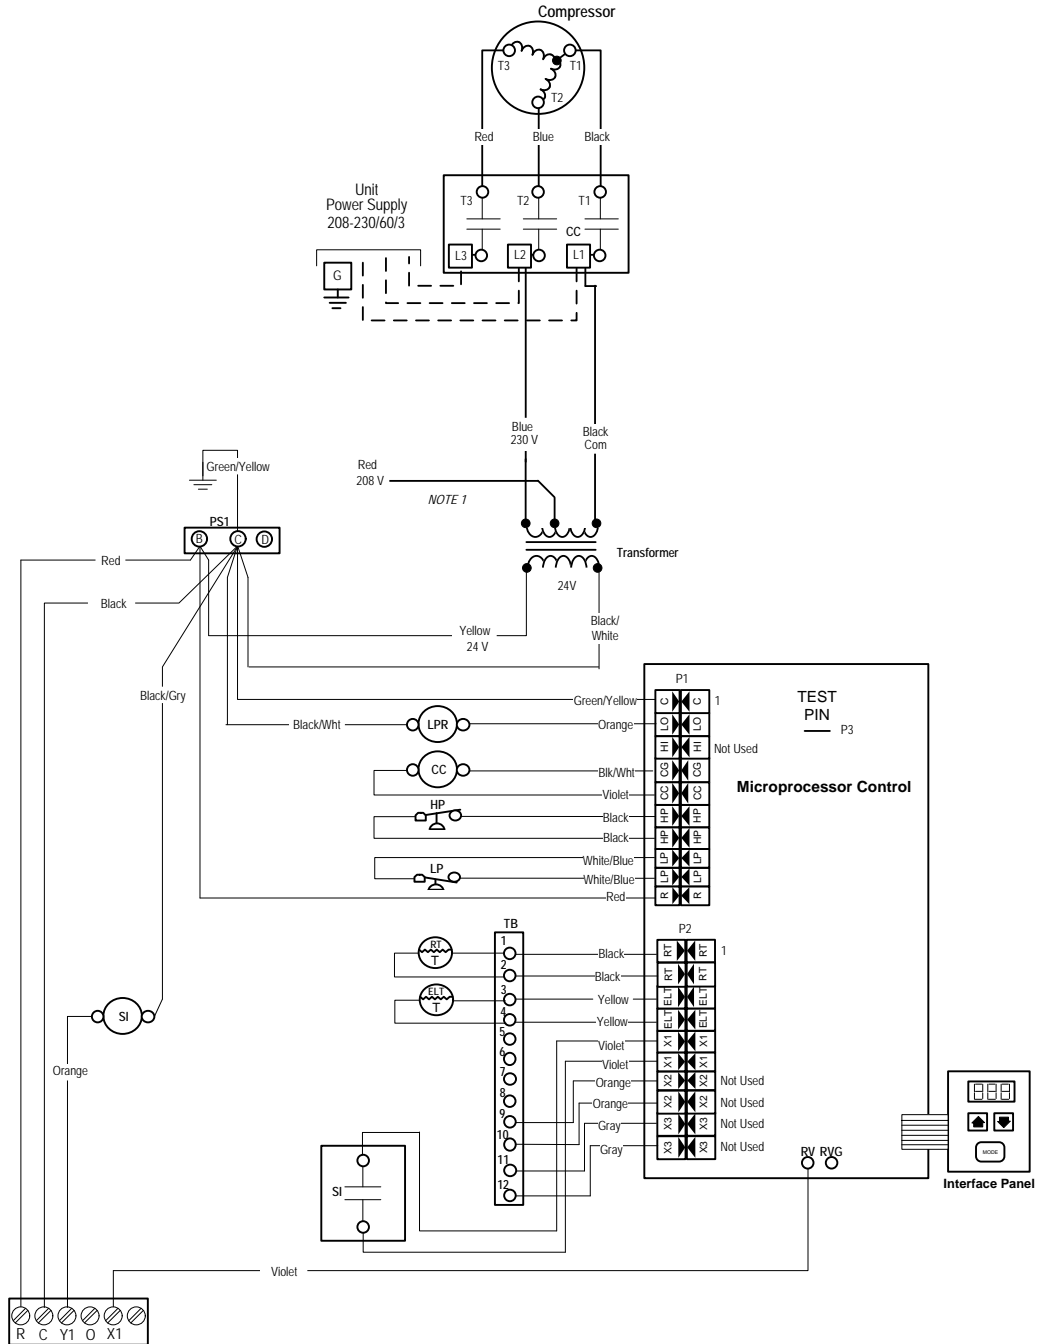 Compressor
T3
T1
T2
Red
Blue
Black
Unit
Power Supply
208-230/60/3
T3
T2
T1
CC
L3
L2
L1
G
Blue
230 V
Black
Com
Red
208 V
NOTE 1
Green/Yellow
PS1
B
C
D
Transformer
24V
Red
Black
Yellow
24 V
Black/
White
Black/Gry
P1
TEST
PIN
P3
Green/Yellow
C
C
1
Black/Wht
LPR
Orange
LO
LO
HI
HI
Not Used
CC
Blk/Wht
CG
CG
Microprocessor Control
Violet
CC
CC
HP
Black
HP
HP
Black
HP
HP
White/Blue
LP
LP
LP
White/Blue
LP
LP
Red
R
R
TB
P2
1
RT
T
Black
RT
RT
1
2
Black
RT
RT
3
ELT
T
Yellow
ELT
ELT
4
Yellow
ELT
ELT
5
Violet
X1
X1
6
Violet
X1
X1
7
Orange
X2
X2
Not Used
8
Orange
X2
X2
Not Used
9
Gray
X3
X3
Not Used
10
Gray
X3
X3
Not Used
11
12
SI
Orange
SI
RV
RVG
MODE
Interface Panel
Violet
R
C
Y1
O
X1